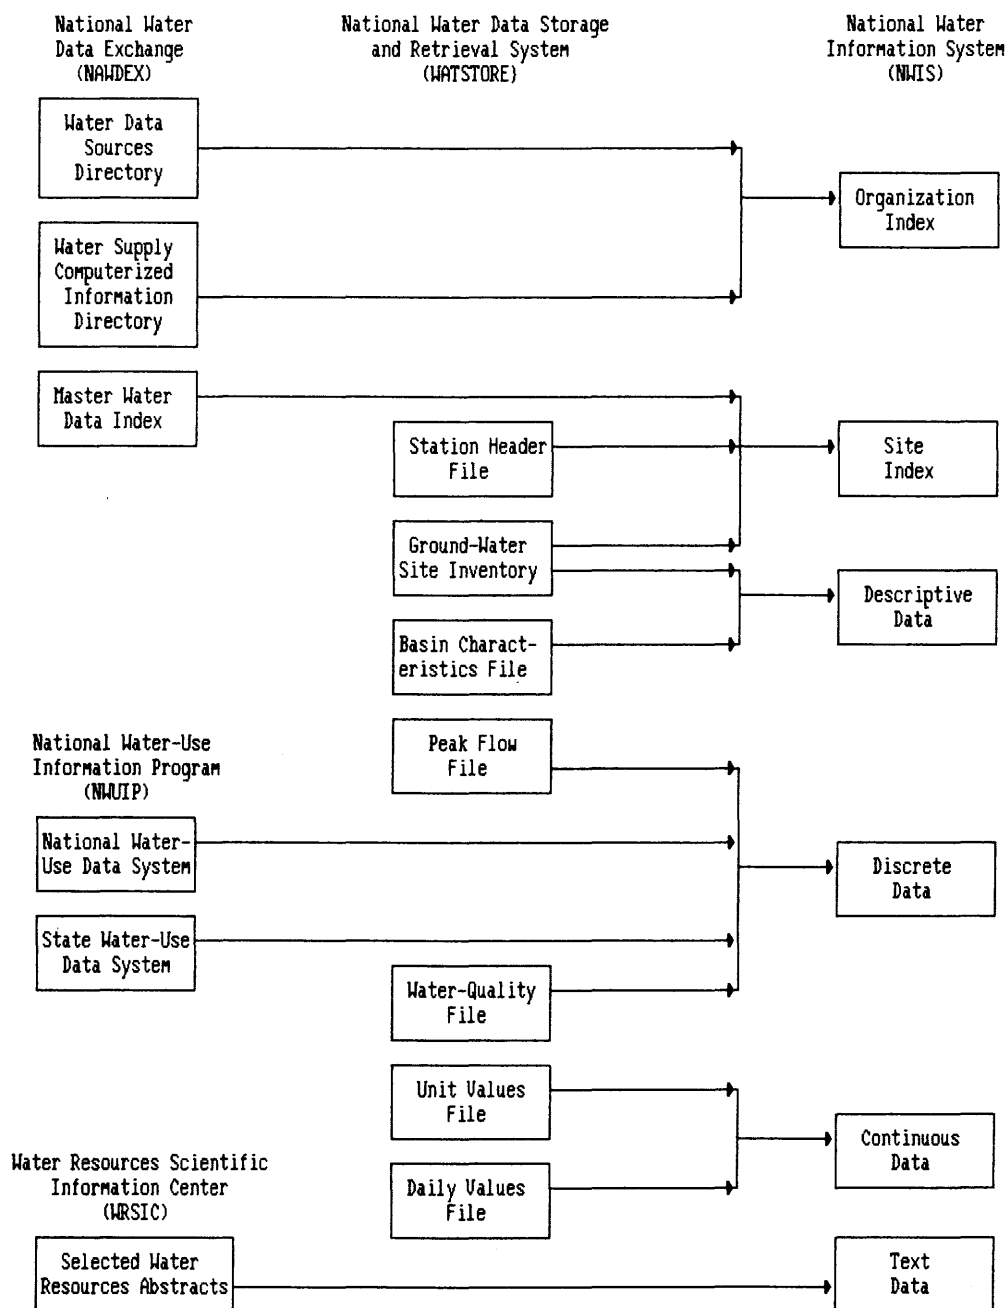 National Water
Data Exchange
(NAWDEX)
National Water Data Storage
and Retrieval System
(WATSTORE)
National Water
Information System
(NWIS)
Water Data
Sources
Directory
Organization
Index
Water Supply
Computerized
Information
Directory
Master Water
Data Index
Station Header
File
Site
Index
Ground-Water
Site Inventory
Descriptive
Data
Basin Charact-
eristics File
Peak Flow
File
National Water-Use
Information Program
(NWUIP)
National Water-
Use Data System
Discrete
Data
State Water-Use
Data System
Water-Quality
File
Unit Values
File
Continuous
Data
Water Resources Scientific
Information Center
(WRSIC)
Daily Values
File
Selected Water
Resources Abstracts
Text
Data